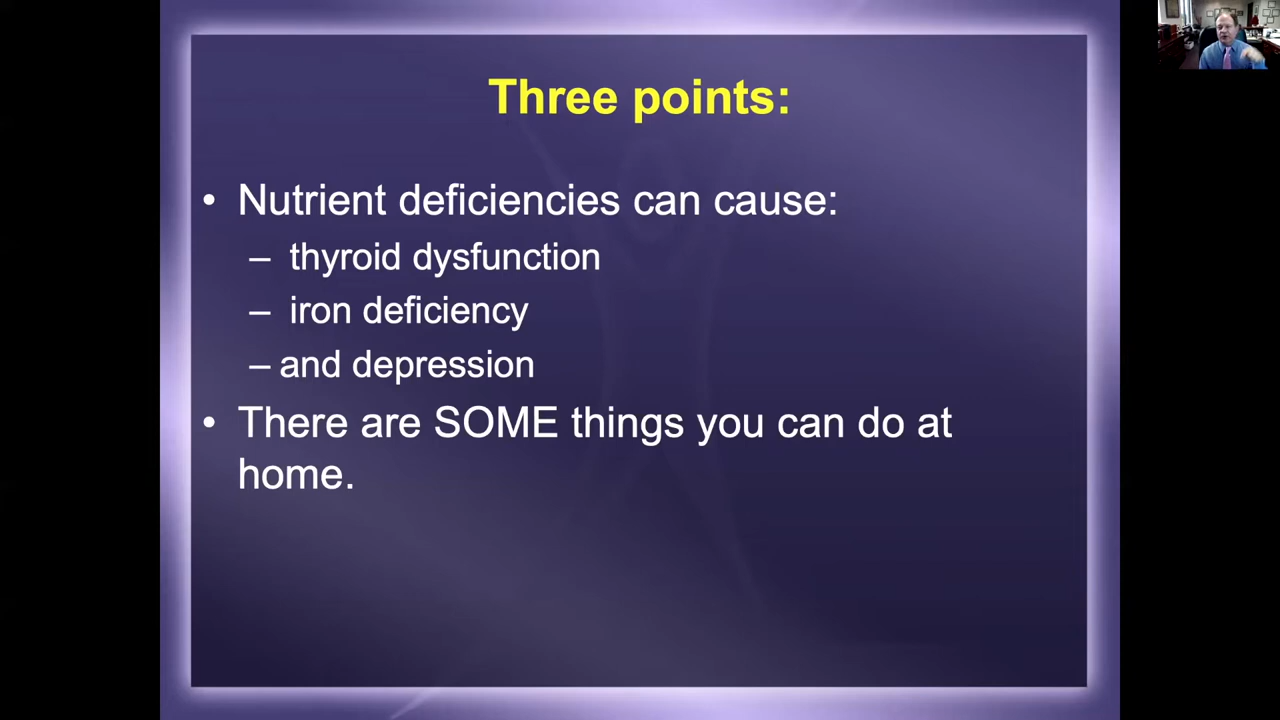 Three points:
• Nutrient deficiencies can cause:
– thyroid dysfunction
– iron deficiency
– and depression
• There are SOME things you can do at
home.